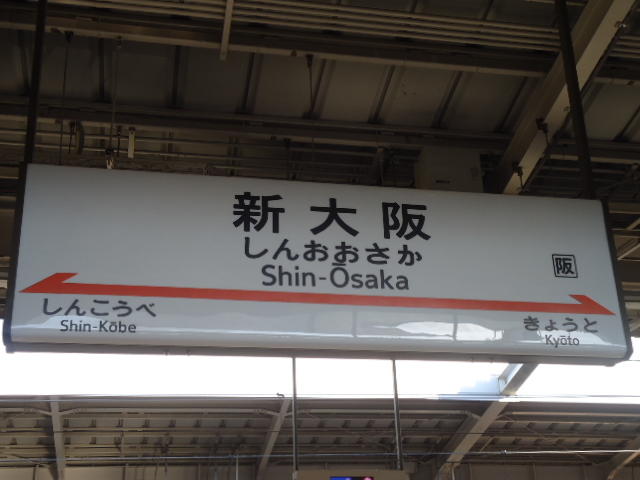 新大阪
しんおおさか
Shin-Ōsaka
阪
しんこうべ
Shin-Kōbe
きょうと
Kyōto